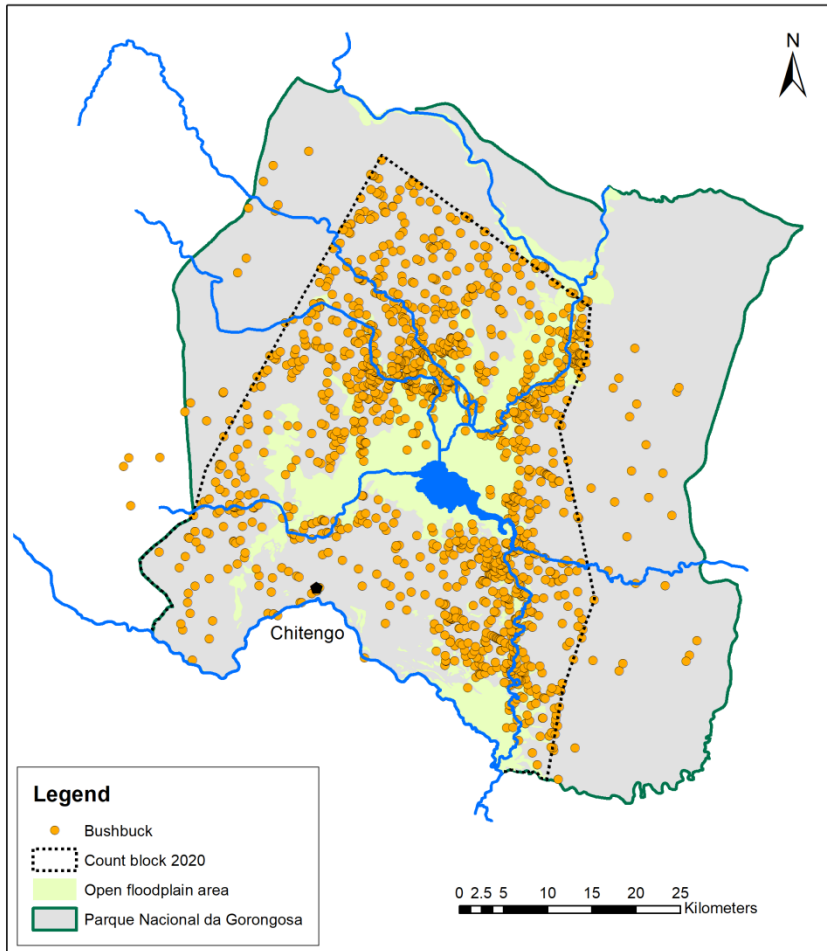 N
Chitengo
Legend
Bushbuck
Count block 2020
Open floodplain area
Parque Nacional da Gorongosa
0 2.5 5 10 15 20 25
Kilometers